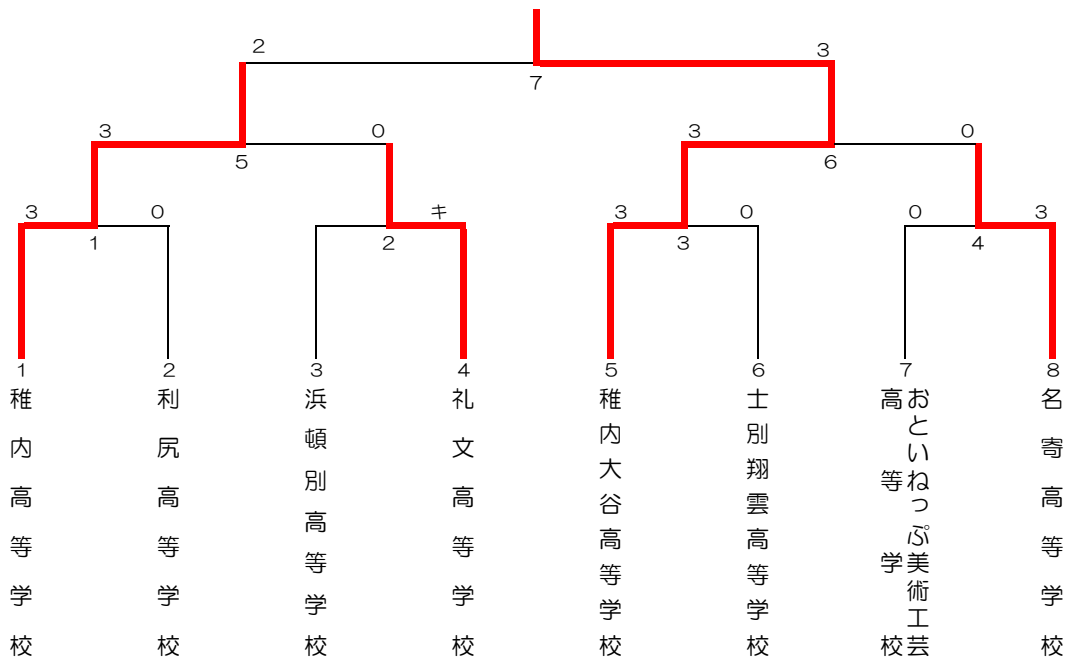 2
3
7
3
0
3
0
5
6
3
0
キ
3
0
0
3
1
2
3
4
1
2
3
4
5
6
7
8
稚内高等学校
利尻高等学校
浜頓別高等学校
礼文高等学校
稚内大谷高等学校
士別翔雲高等学校
おといねっぷ美術工芸
高等学校
名寄高等学校